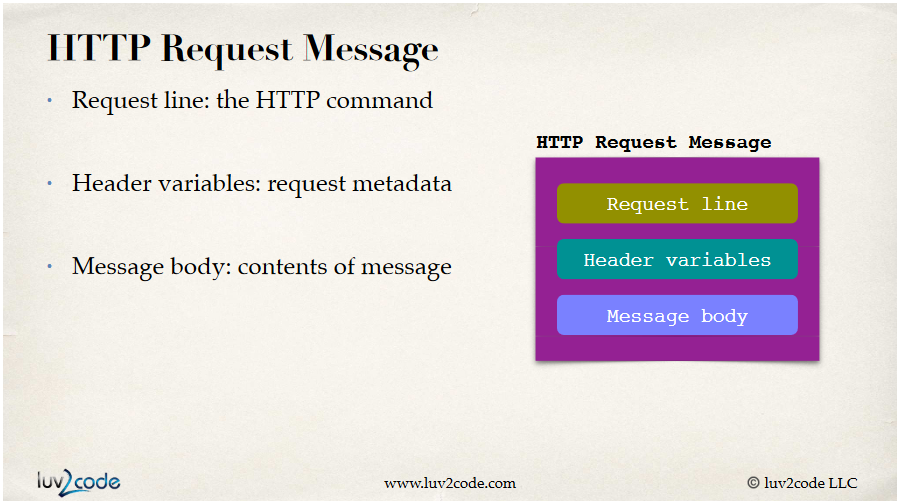 HTTP Request Message
• Request line: the HTTP command
• Header variables: request metadata
• Message body: contents of message
HTTP Request Message
Request line
Header variables
Message body
luv2code
www.luv2code.com
© luv2code LLC